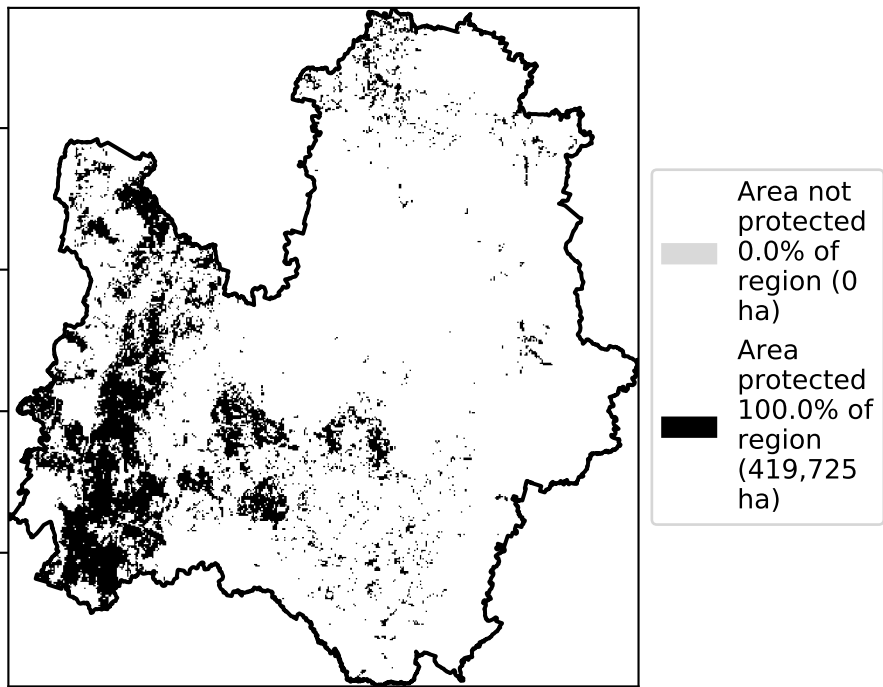 Area not
protected
0.0% of
region (0
ha)
Area
protected
100.0% of
region
(419,725
ha)